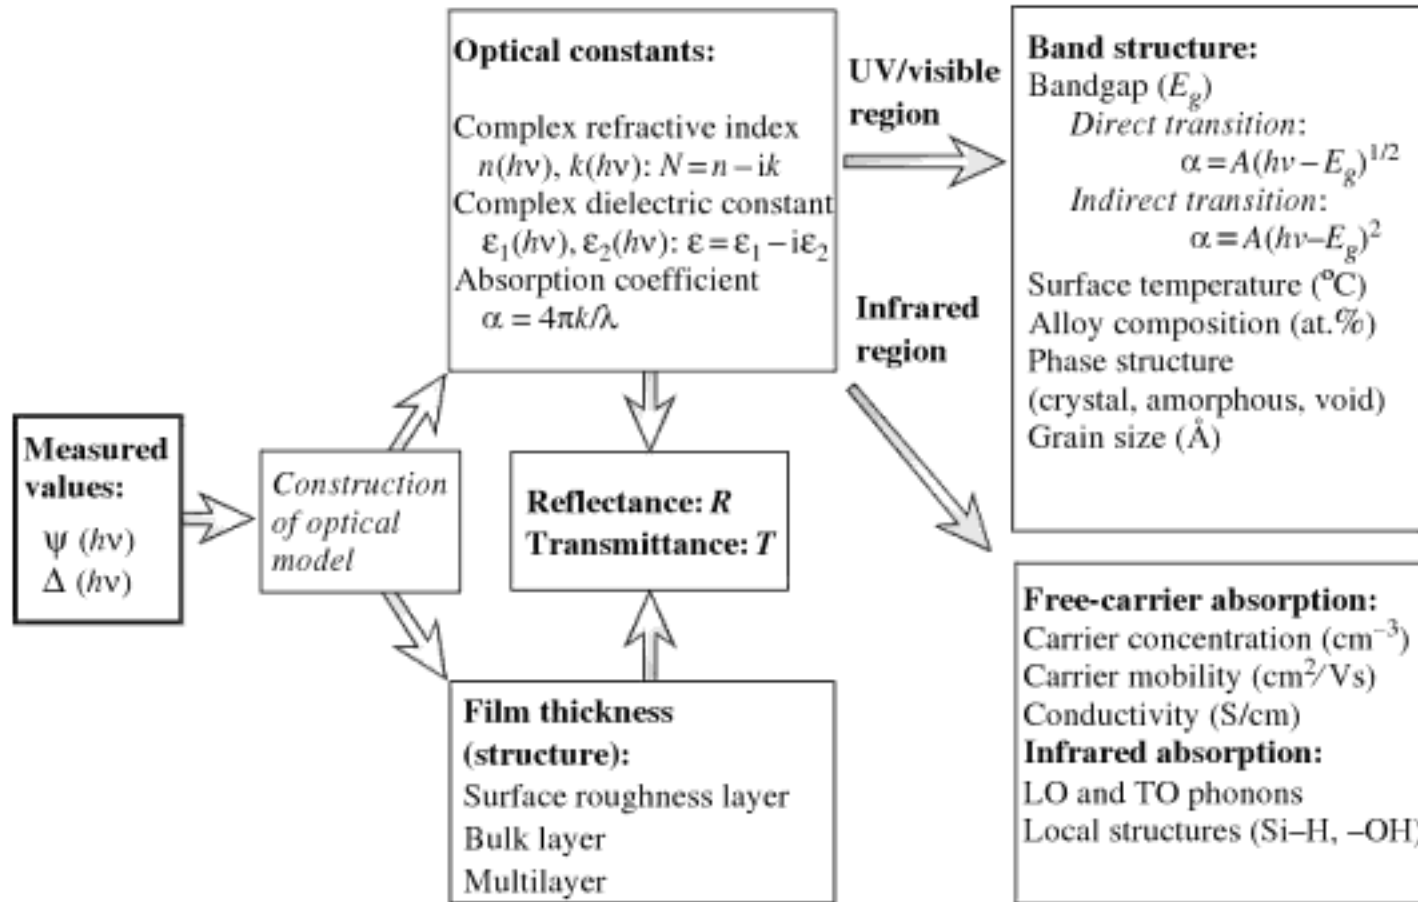 Measured
values:
ψ (hν)
Δ (hν)
Construction
of optical
model
Optical constants:
Complex refractive index
n(hν), k(hν): N = n − ik
Complex dielectric constant
ε₁(hν), ε₂(hν): ε = ε₁ − iε₂
Absorption coefficient
α = 4πk/λ
Reflectance: R
Transmittance: T
Film thickness
(structure):
Surface roughness layer
Bulk layer
Multilayer
UV/visible
region
Infrared
region
Band structure:
Bandgap (E_g)
Direct transition:
α = A(hν − E_g)^1/2
Indirect transition:
α = A(hν–E_g)^2
Surface temperature (°C)
Alloy composition (at.%)
Phase structure
(crystal, amorphous, void)
Grain size (Å)
Free-carrier absorption:
Carrier concentration (cm⁻³)
Carrier mobility (cm²/Vs)
Conductivity (S/cm)
Infrared absorption:
LO and TO phonons
Local structures (Si–H, –OH)